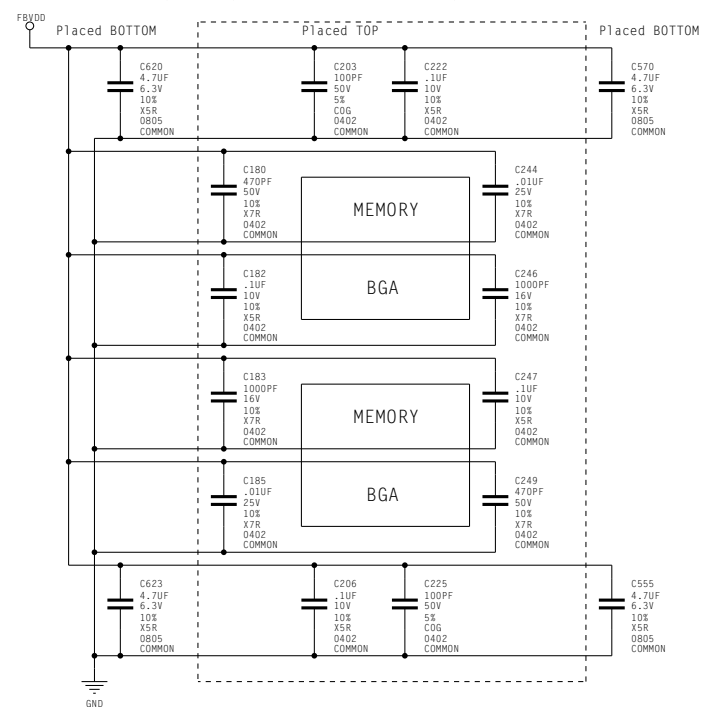 FBVDD
Placed BOTTOM
Placed TOP
Placed BOTTOM
C620
4.7UF
6.3V
10%
X5R
0805
COMMON
C203
100PF
50V
5%
COG
0402
COMMON
C222
.1UF
10V
10%
X5R
0402
COMMON
C570
4.7UF
6.3V
10%
X5R
0805
COMMON
C180
470PF
50V
10%
X7R
0402
COMMON
MEMORY
C244
.01UF
25V
10%
X7R
0402
COMMON
C182
.1UF
10V
10%
X5R
0402
COMMON
BGA
C246
1000PF
16V
10%
X7R
0402
COMMON
C183
1000PF
16V
10%
X7R
0402
COMMON
MEMORY
C247
.1UF
10V
10%
X5R
0402
COMMON
C185
.01UF
25V
10%
X7R
0402
COMMON
BGA
C249
470PF
50V
10%
X7R
0402
COMMON
C623
4.7UF
6.3V
10%
X5R
0805
COMMON
C206
.1UF
10V
10%
X5R
0402
COMMON
C225
100PF
50V
5%
COG
0402
COMMON
C555
4.7UF
6.3V
10%
X5R
0805
COMMON
GND